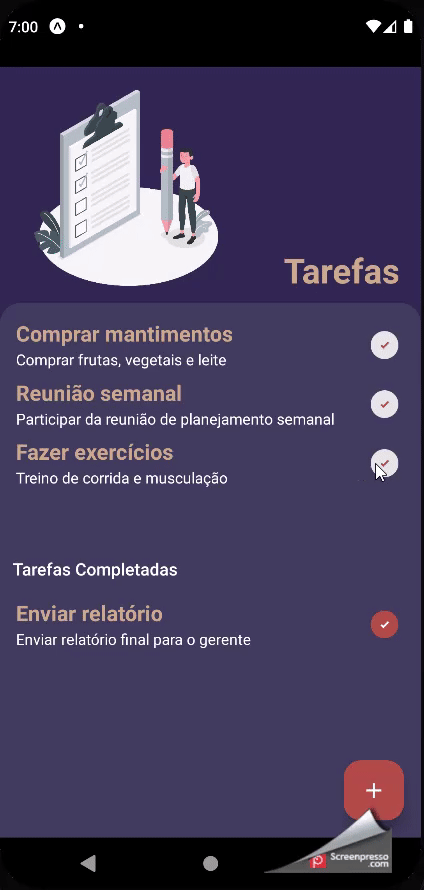 7:00
Tarefas
Comprar mantimentos
Comprar frutas, vegetais e leite
Reunião semanal
Participar da reunião de planejamento semanal
Fazer exercícios
Treino de corrida e musculação
Tarefas Completadas
Enviar relatório
Enviar relatório final para o gerente
+
Screenpresso
.com